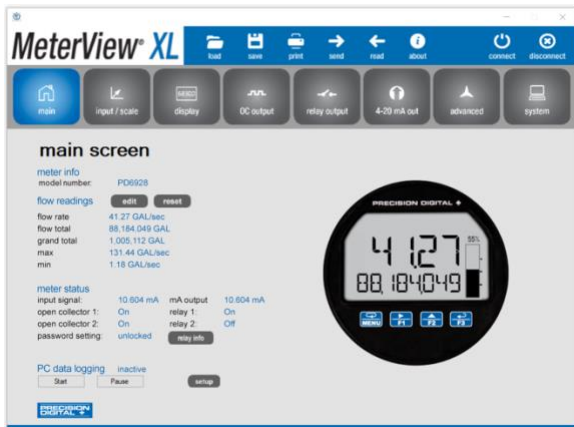 MeterView® XL
load save print send read about connect disconnect
main input / scale display OC output relay output 4-20 mA out advanced system
main screen
meter info
model number: PD6928
flow readings edit reset
flow rate 41.27 GAL/sec
flow total 88,184,049 GAL
grand total 1,005,112 GAL
max 131.44 GAL/sec
min 1.18 GAL/sec
meter status
input signal: 10.604 mA mA output 10.604 mA
open collector 1: On relay 1: On
open collector 2: On relay 2: Off
password setting: unlocked relay info
PC data logging inactive
Start Pause setup
PRECISION DIGITAL
PRECISION DIGITAL
41.27 55%
88,184,049
MENU F1 F2 F3